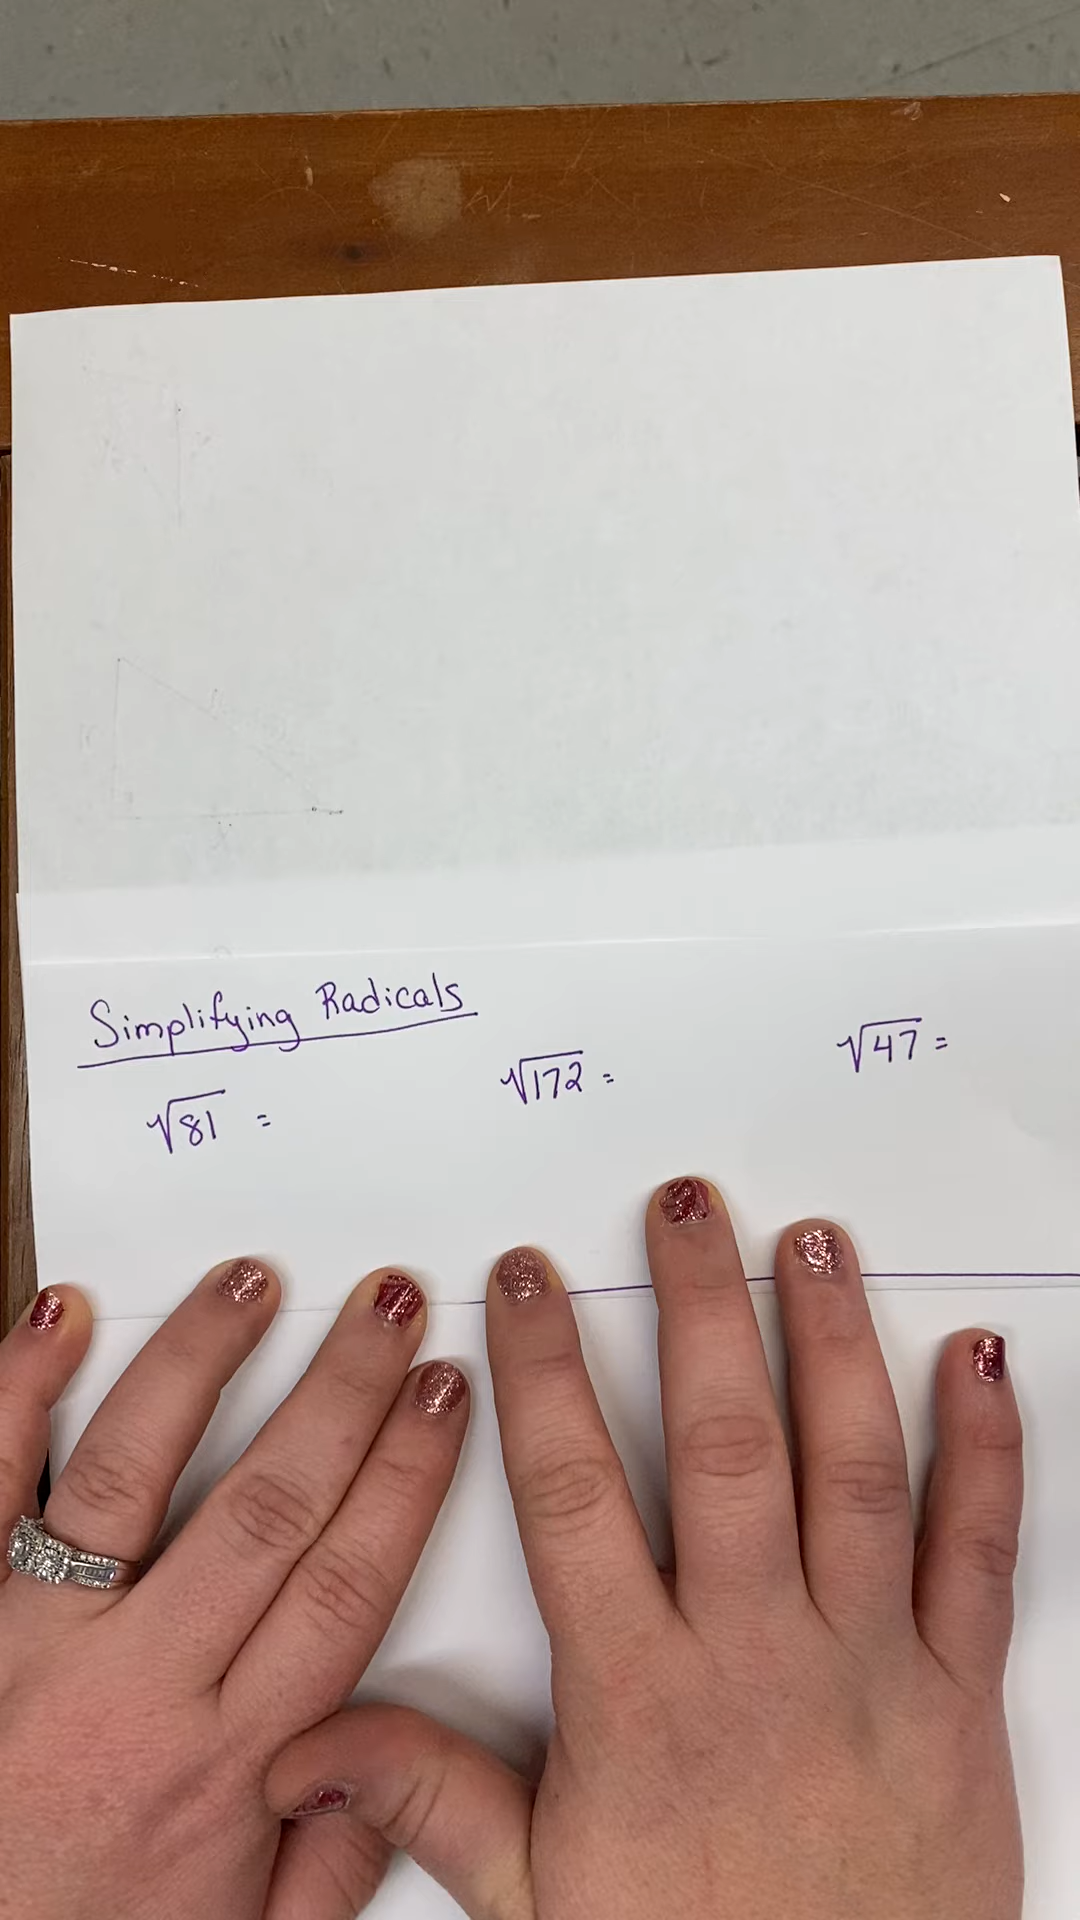 Simplifying Radicals
√81 =
√172 =
√47 =